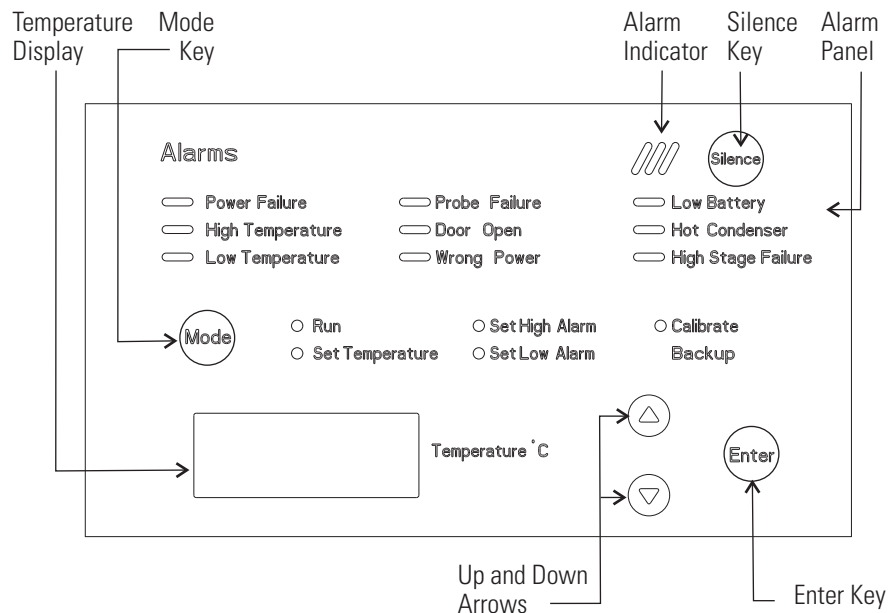 Temperature
Display
Mode
Key
Alarm
Indicator
Silence
Key
Alarm
Panel
Alarms
Silence
Power Failure
Probe Failure
Low Battery
High Temperature
Door Open
Hot Condenser
Low Temperature
Wrong Power
High Stage Failure
Mode
Run
Set High Alarm
Calibrate
Set Temperature
Set Low Alarm
Backup
Temperature °C
Enter
Up and Down
Arrows
Enter Key